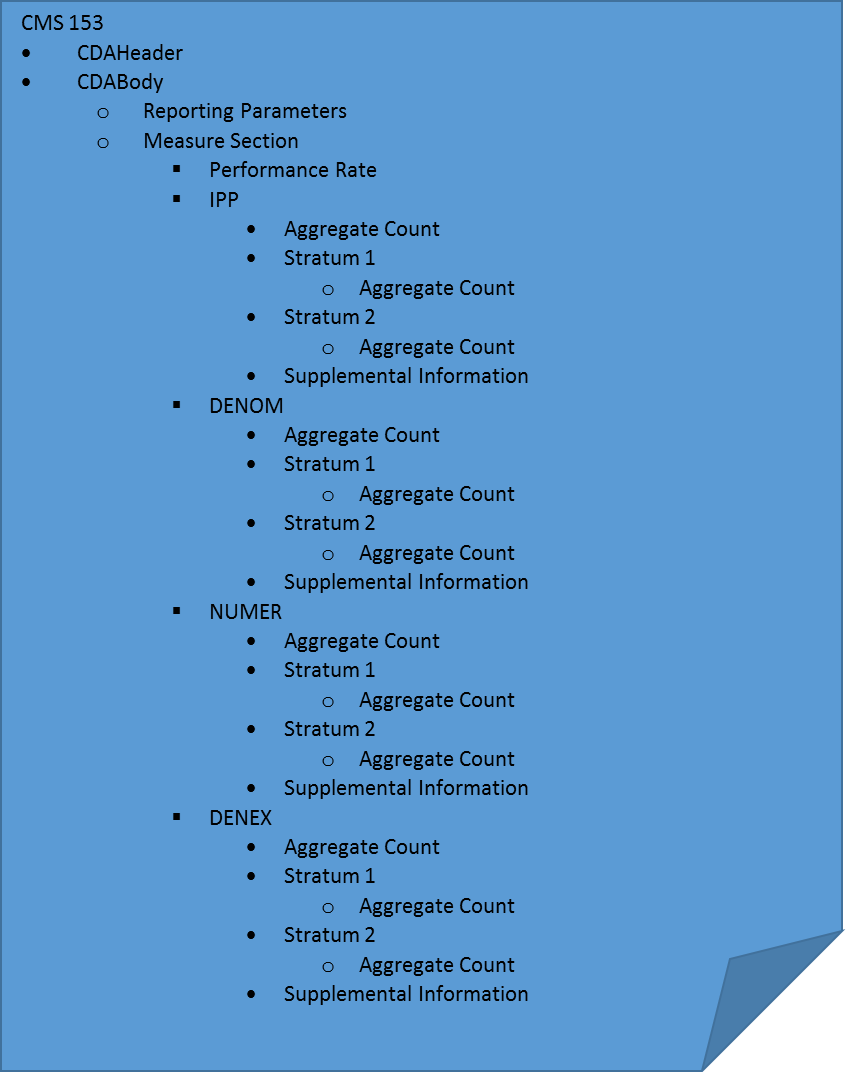 CMS 153
• CDAHeader
• CDABody
o Reporting Parameters
o Measure Section
▪ Performance Rate
▪ IPP
• Aggregate Count
• Stratum 1
o Aggregate Count
• Stratum 2
o Aggregate Count
• Supplemental Information
▪ DENOM
• Aggregate Count
• Stratum 1
o Aggregate Count
• Stratum 2
o Aggregate Count
• Supplemental Information
▪ NUMER
• Aggregate Count
• Stratum 1
o Aggregate Count
• Stratum 2
o Aggregate Count
• Supplemental Information
▪ DENEX
• Aggregate Count
• Stratum 1
o Aggregate Count
• Stratum 2
o Aggregate Count
• Supplemental Information